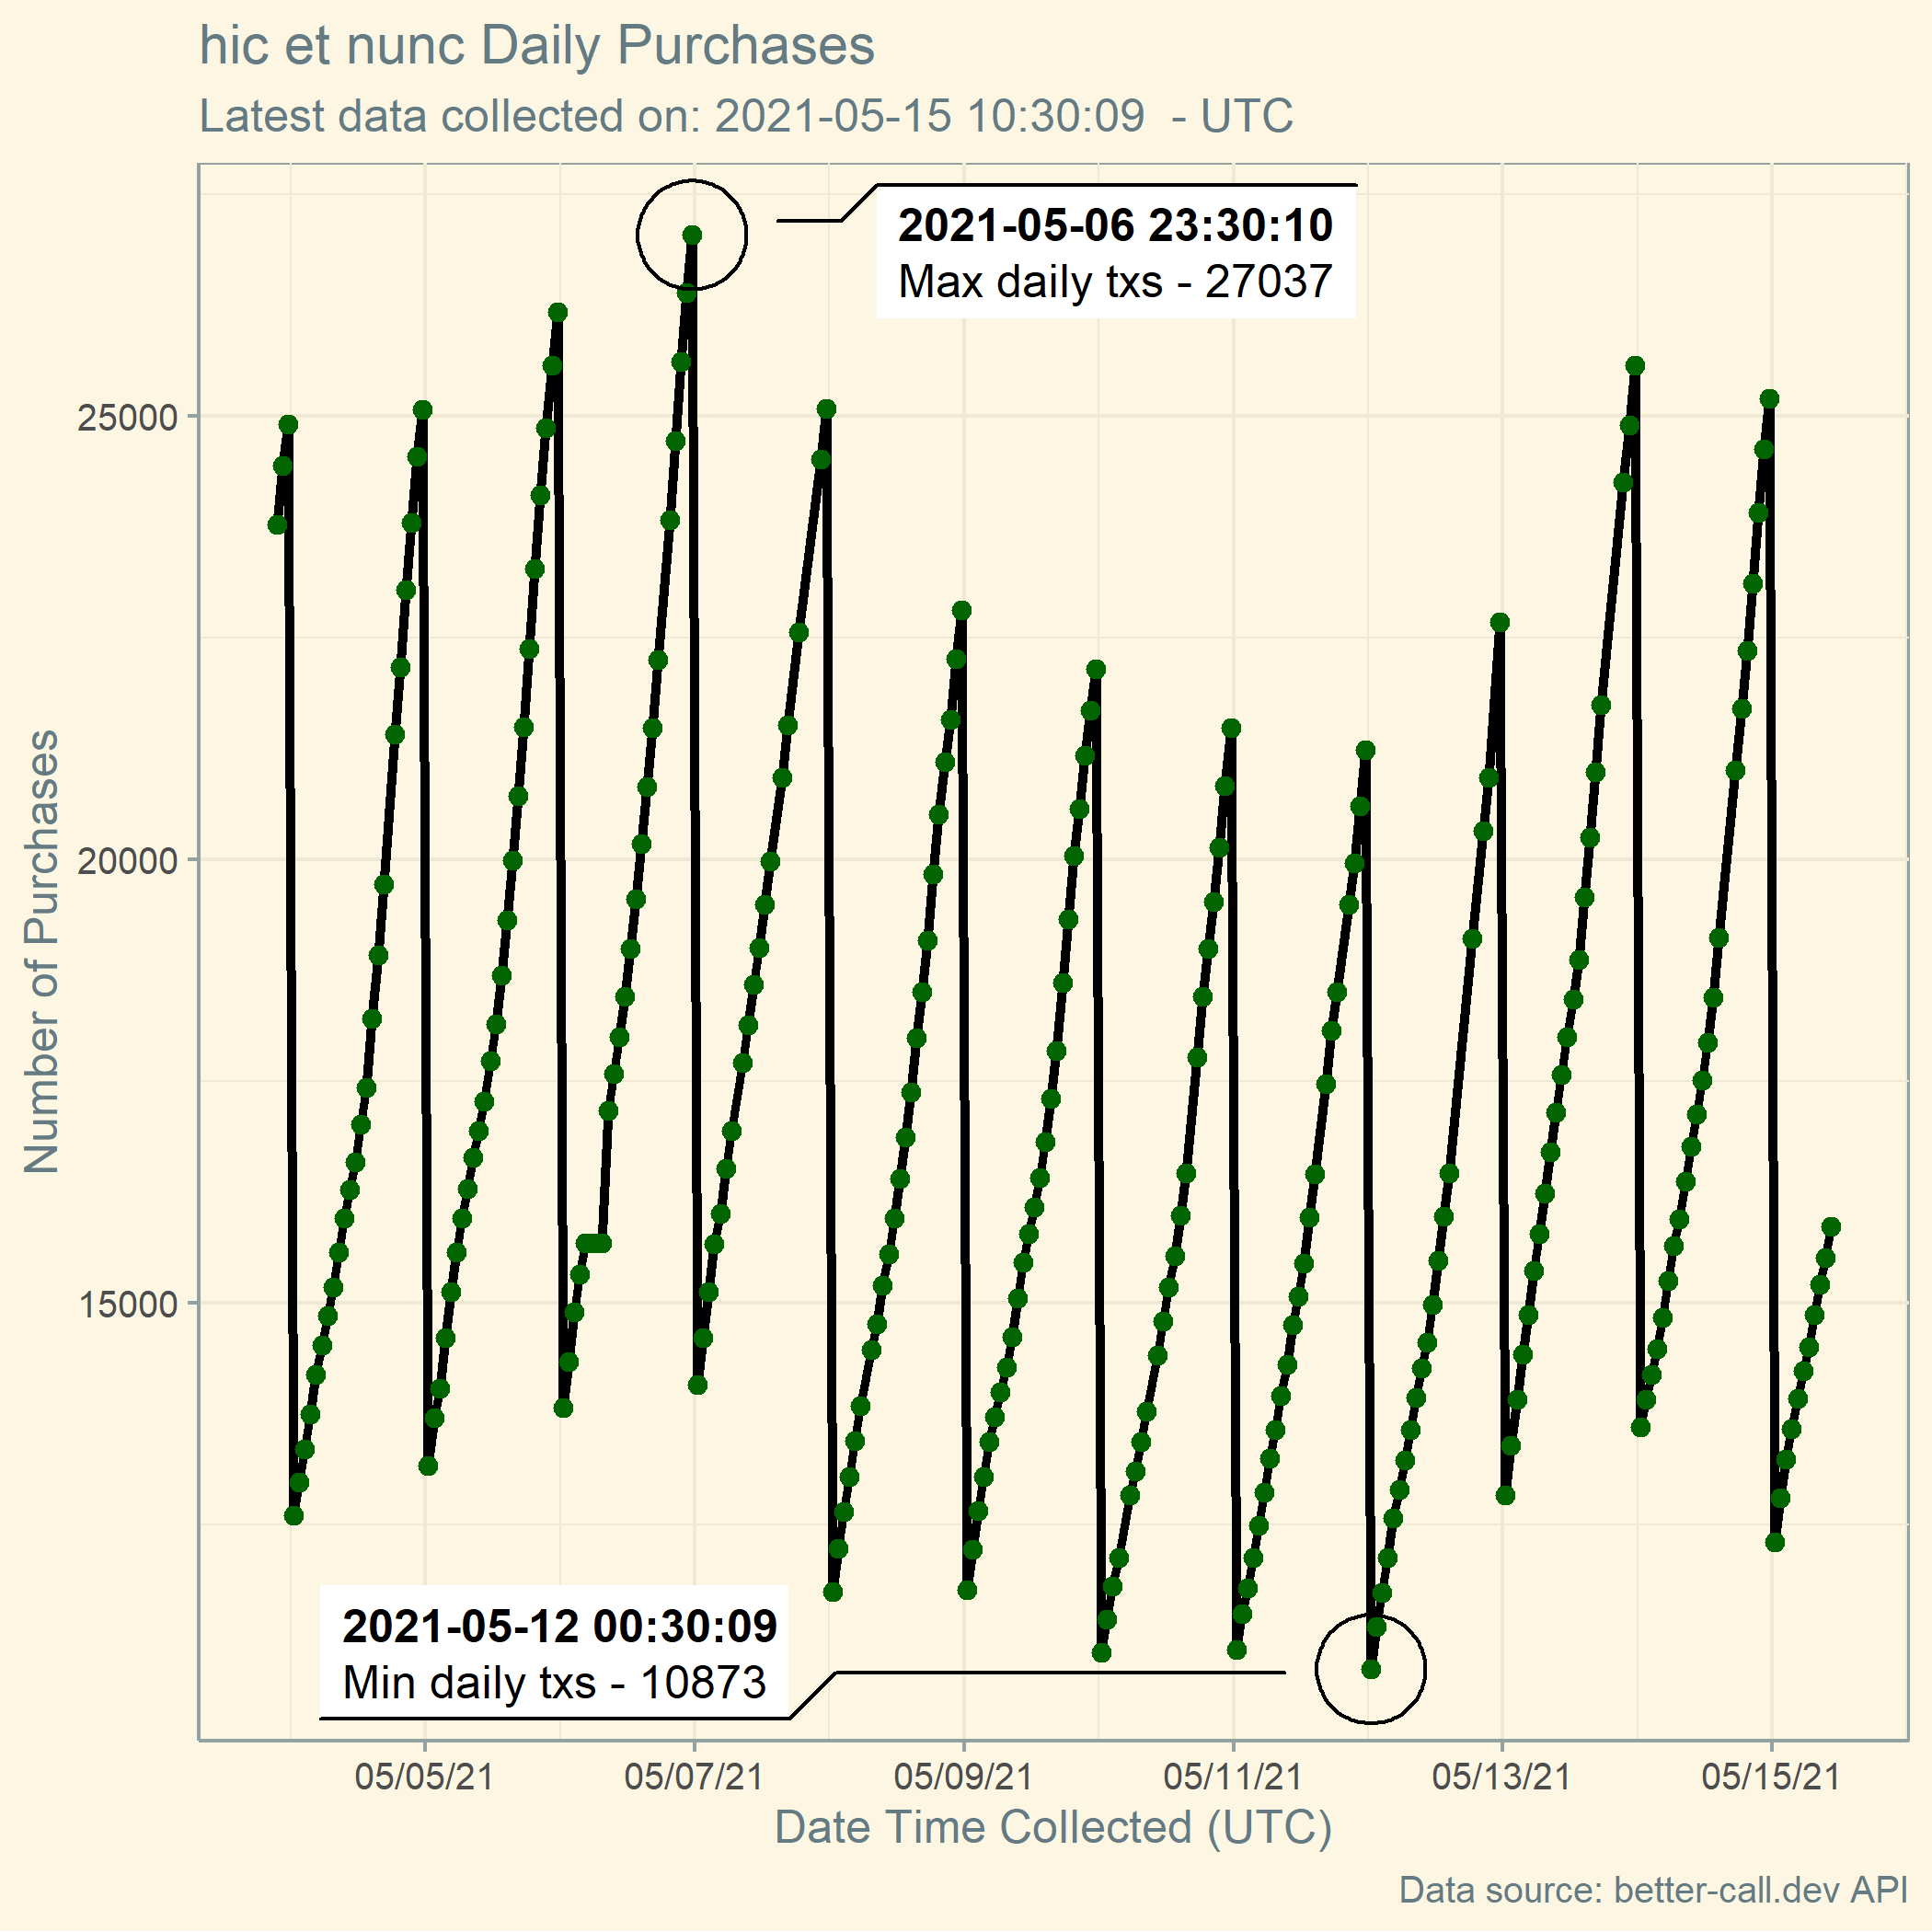 hic et nunc Daily Purchases
Latest data collected on: 2021-05-15 10:30:09  - UTC
2021-05-06 23:30:10
Max daily txs - 27037
25000
20000
15000
Number of Purchases
2021-05-12 00:30:09
Min daily txs - 10873
05/05/21 05/07/21 05/09/21 05/11/21 05/13/21 05/15/21
Date Time Collected (UTC)
Data source: better-call.dev API